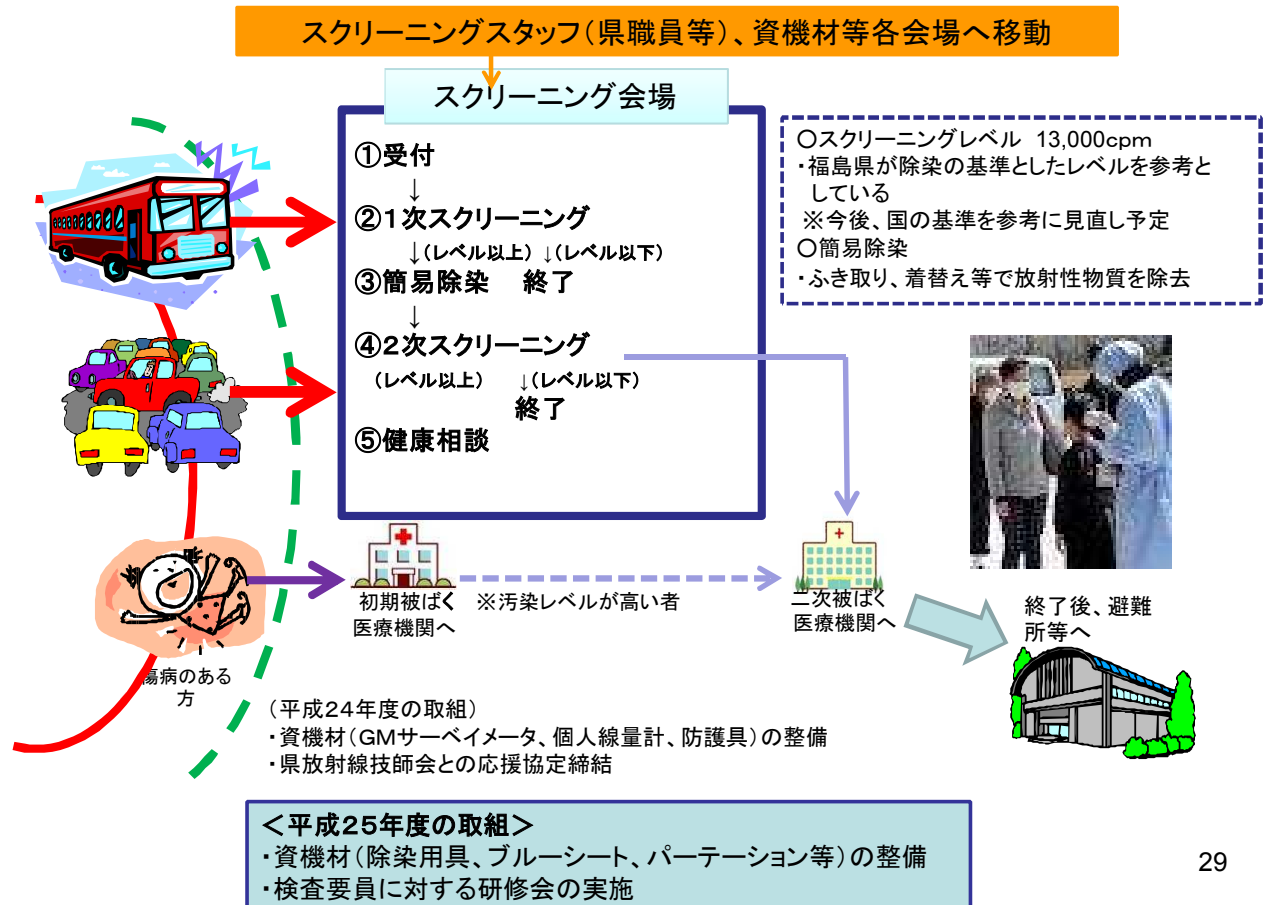 スクリーニングスタッフ(県職員等)、資機材等各会場へ移動
スクリーニング会場
①受付
↓
②1次スクリーニング
↓(レベル以上) ↓(レベル以下)
③簡易除染 終了
↓
④2次スクリーニング
(レベル以上) ↓(レベル以下)
終了
⑤健康相談
○スクリーニングレベル 13,000cpm
・福島県が除染の基準としたレベルを参考と
している
※今後、国の基準を参考に見直し予定
○簡易除染
・ふき取り、着替え等で放射性物質を除去
傷病のある
方
初期被ばく
医療機関へ
※汚染レベルが高い者
二次被ばく
医療機関へ
終了後、避難
所等へ
(平成24年度の取組)
・資機材(GMサーベイメータ、個人線量計、防護具)の整備
・県放射線技師会との応援協定締結
<平成25年度の取組>
・資機材(除染用具、ブルーシート、パーテーション等)の整備
・検査要員に対する研修会の実施
29